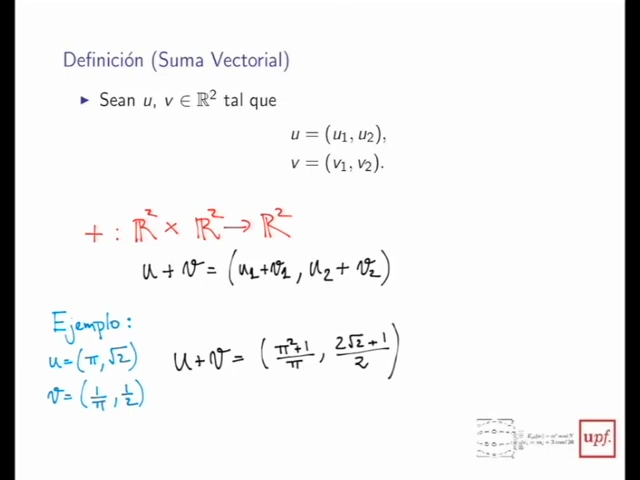 Definición (Suma Vectorial)
▶ Sean u, v ∈ ℝ² tal que
u = (u₁, u₂),
v = (v₁, v₂).
+ : ℝ² × ℝ² → ℝ²
u + v = (u₁+v₁, u₂ + v₂)
Ejemplo:
u = (π, √2)
v = (1/π, 1/2)
u + v = ((π²+1)/π, (2√2 + 1)/2)
upf.